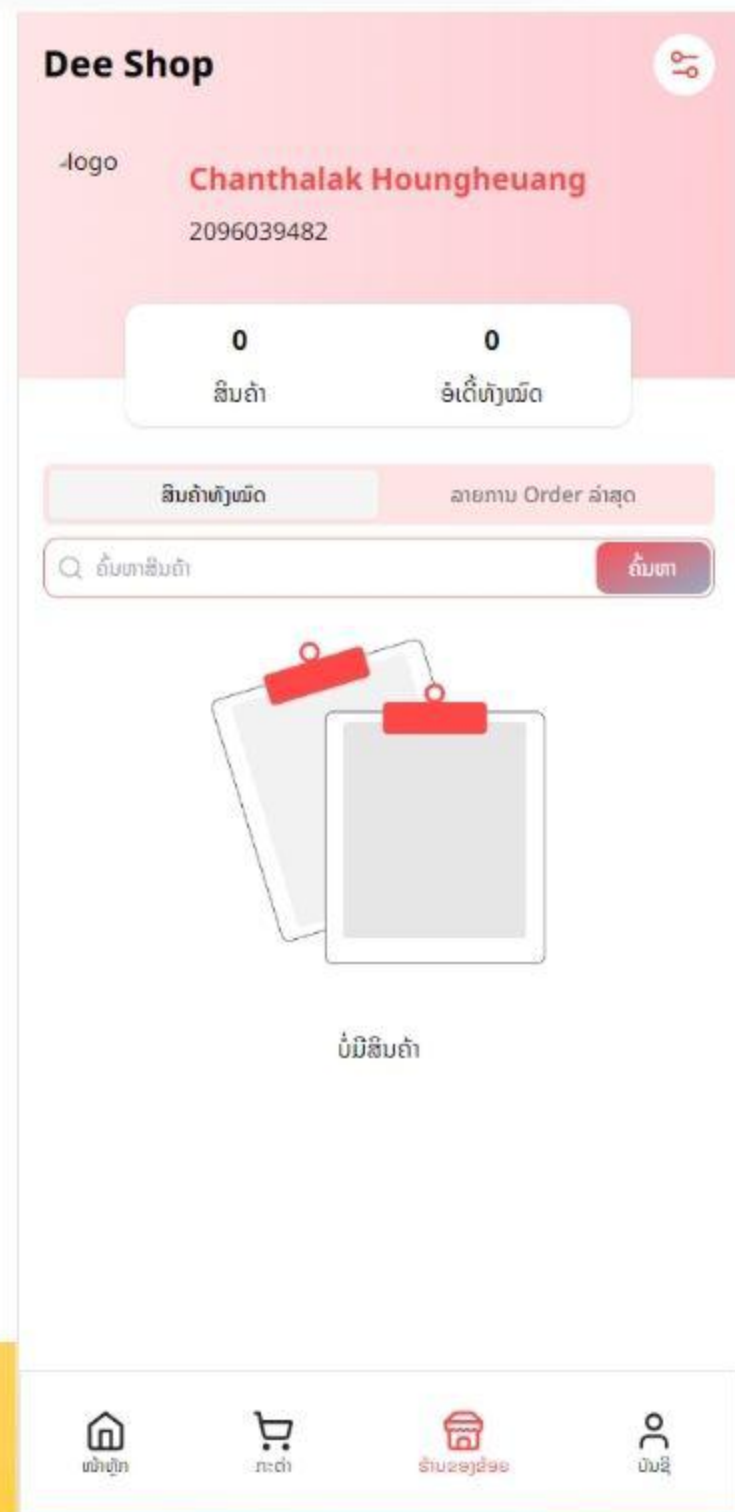 Dee Shop
logo
Chanthalak Houngheuang
2096039482
0 0
ສິນຄ້າ ອໍເດີ້ທັງໝົດ
ສິນຄ້າທັງໝົດ ລາຍການ Order ລ່າສຸດ
ຄົ້ນຫາສິນຄ້າ ຄົ້ນຫາ
ບໍ່ມີສິນຄ້າ
ໜ້າຫຼັກ ກະຕ່າ ຮ້ານຂອງຂ້ອຍ ບັນຊີ